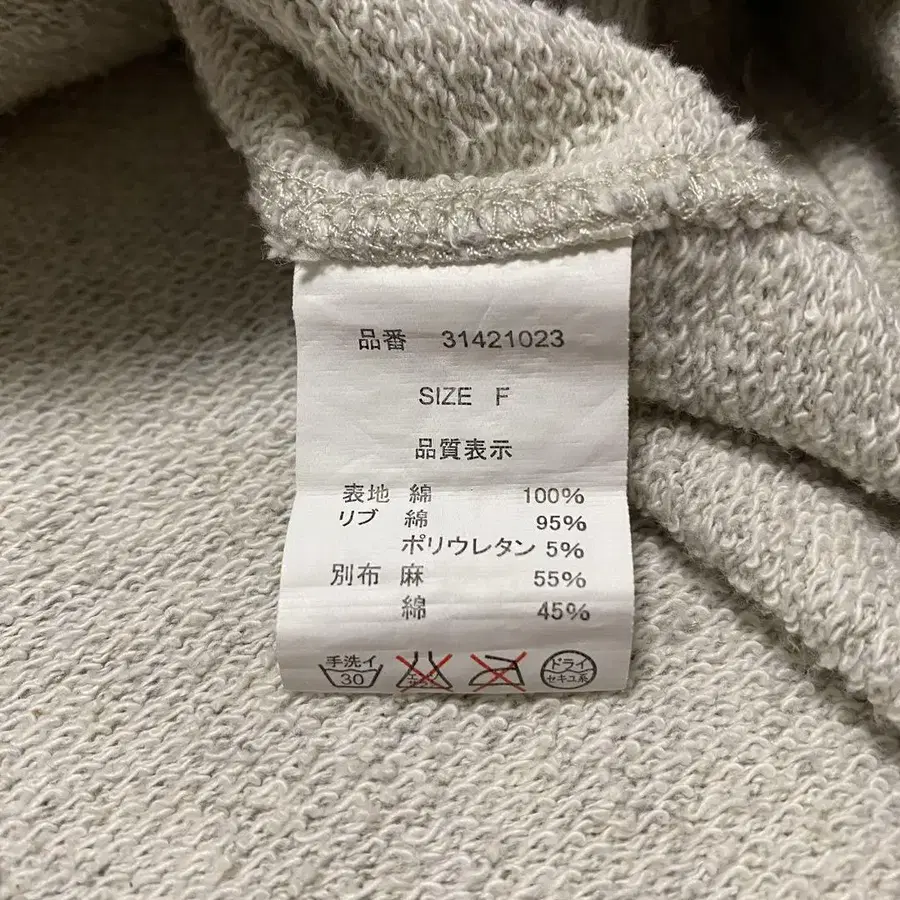 品番 31421023
SIZE F
品質表示
表地 綿 100%
リブ 綿 95%
ポリウレタン 5%
別布 麻 55%
綿 45%
手洗イ
30
ドライ
セキユ系